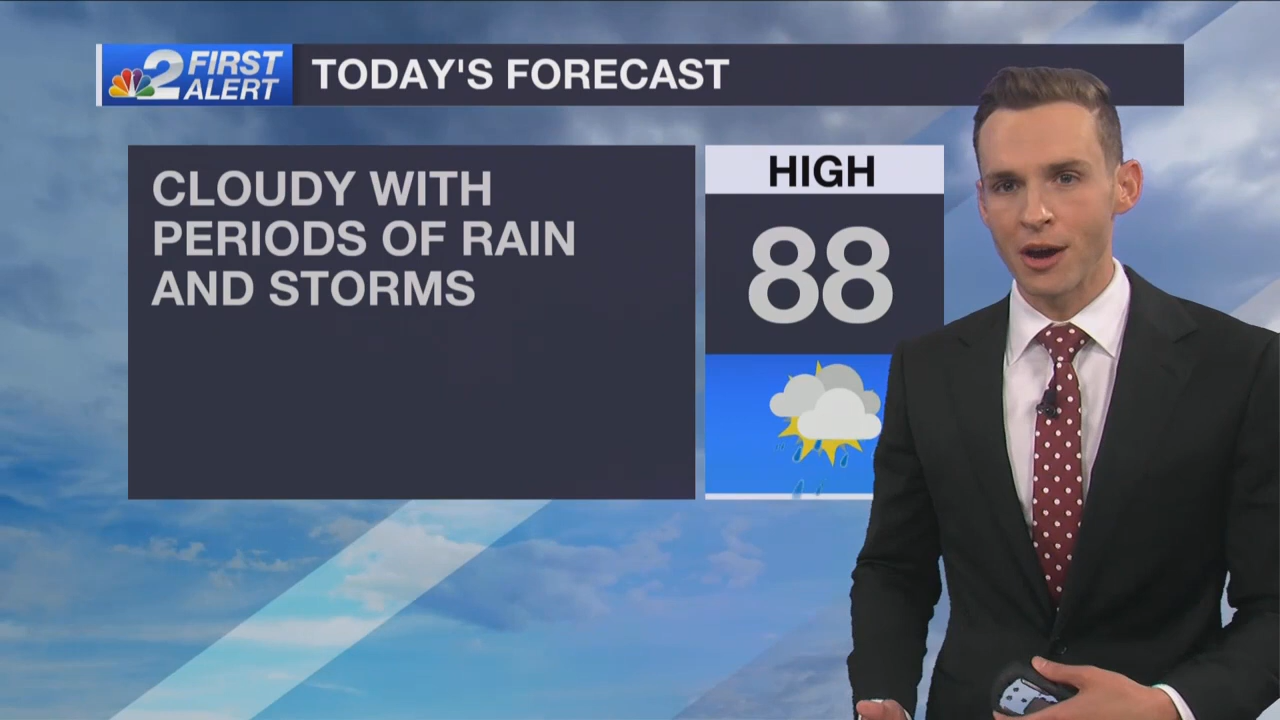 2 FIRST
ALERT
TODAY'S FORECAST
CLOUDY WITH
PERIODS OF RAIN
AND STORMS
HIGH
88